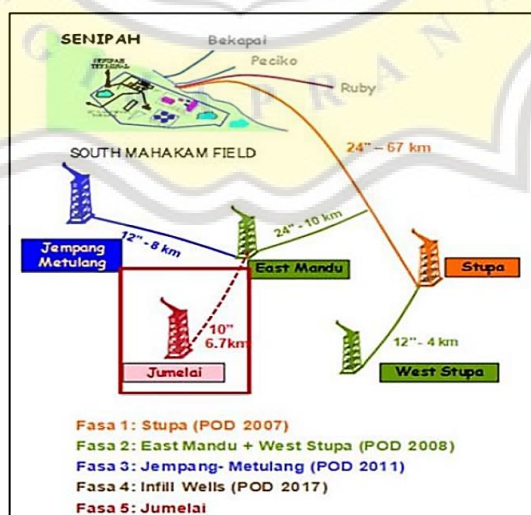 SENIPAH
Bekapai
Peciko
SENIPAH
TERMINAL
Ruby
SOUTH MAHAKAM FIELD
24" – 67 km
12" - 8 km
24" - 10 km
Jempang
Metulang
East Mandu
Stupa
10"
6.7km
12"- 4 km
Jumelai
West Stupa
Fasa 1: Stupa (POD 2007)
Fasa 2: East Mandu + West Stupa (POD 2008)
Fasa 3: Jempang- Metulang (POD 2011)
Fasa 4: Infill Wells (POD 2017)
Fasa 5: Jumelai